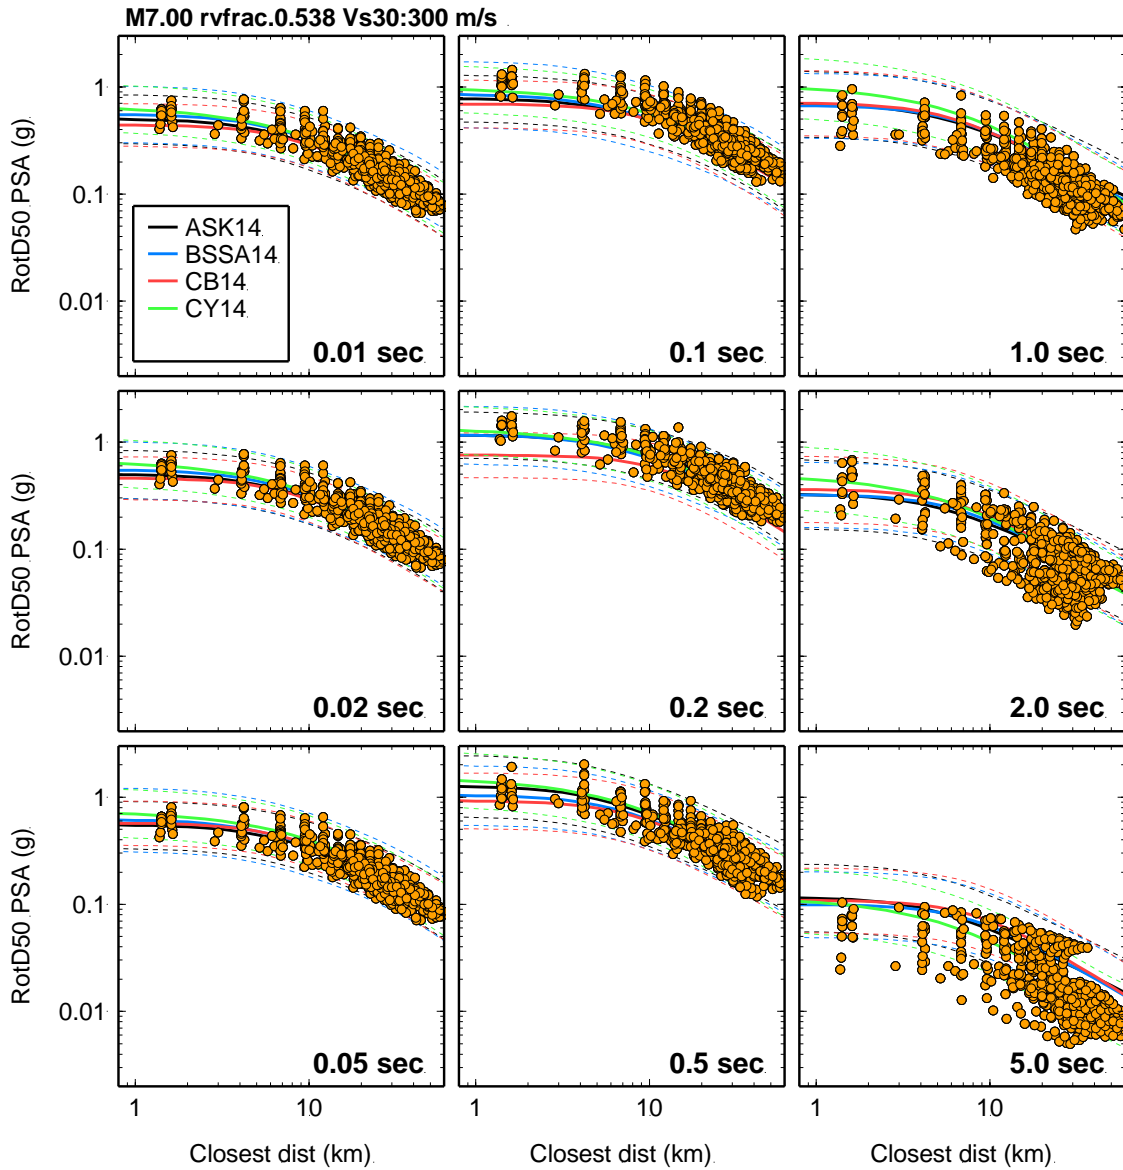 M7.00 rvfrac.0.538 Vs30:300 m/s
RotD50 PSA (g)
1
0.1
0.01
ASK14
BSSA14
CB14
CY14
0.01 sec
0.1 sec
1.0 sec
RotD50 PSA (g)
1
0.1
0.01
0.02 sec
0.2 sec
2.0 sec
RotD50 PSA (g)
1
0.1
0.01
0.05 sec
0.5 sec
5.0 sec
1 10 1 10 1 10
Closest dist (km) Closest dist (km) Closest dist (km)